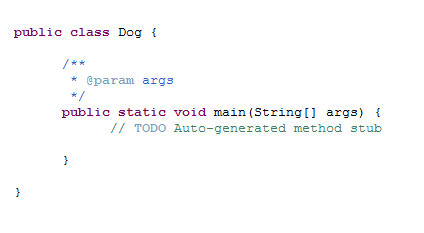 public class Dog {
/**
* @param args
*/
public static void main(String[] args) {
// TODO Auto-generated method stub
}
}